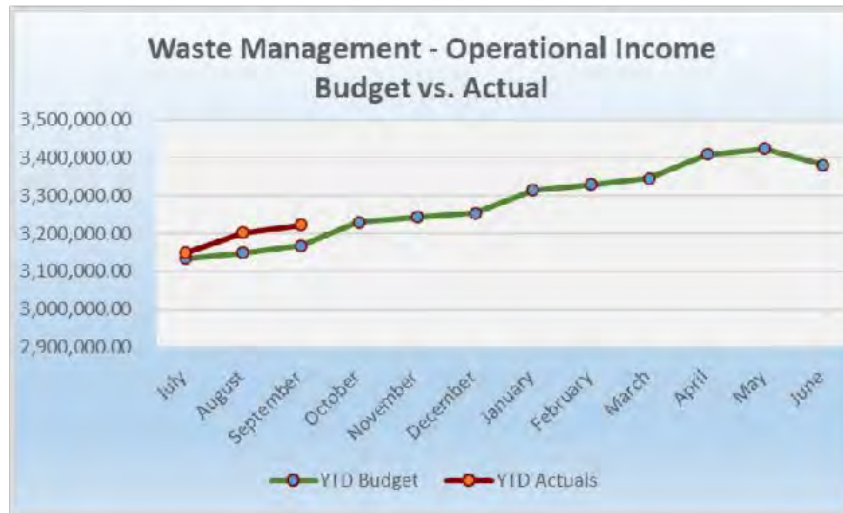 Waste Management - Operational Income
Budget vs. Actual
3,500,000.00
3,400,000.00
3,300,000.00
3,200,000.00
3,100,000.00
3,000,000.00
2,900,000.00
July
August
September
October
November
December
January
February
March
April
May
June
YTD Budget
YTD Actuals